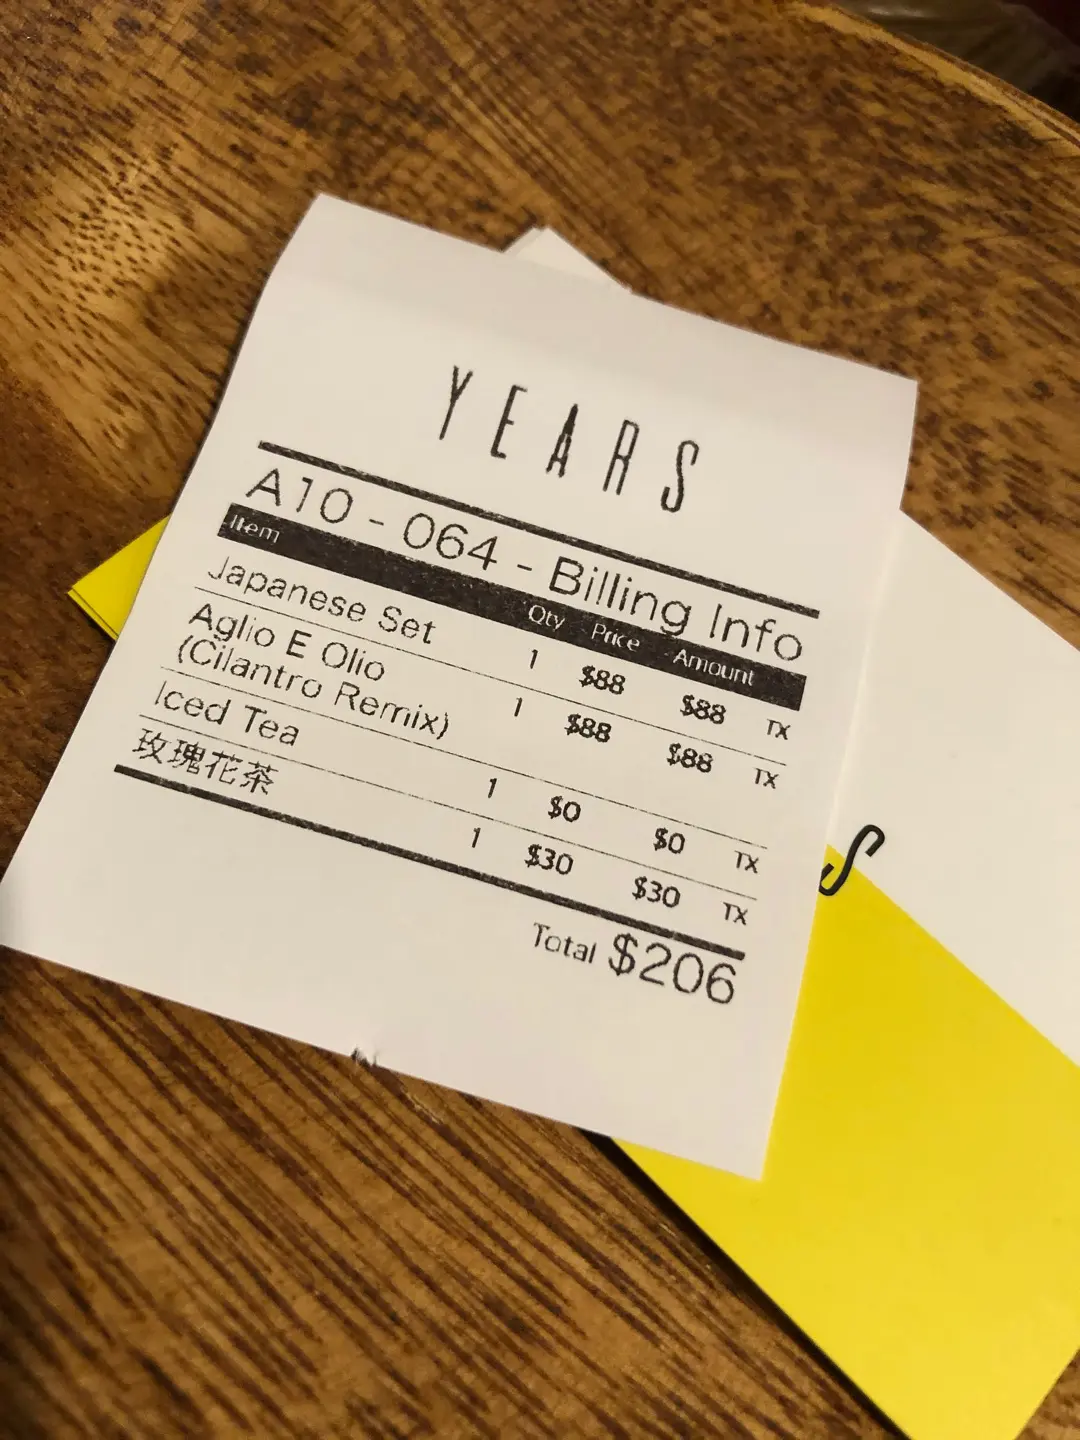 YEARS
A10 - 064 - Billing Info
Item Qty Price Amount
Japanese Set 1 $88 $88 TX
Aglio E Olio
(Cilantro Remix) 1 $88 $88 TX
Iced Tea 1 $0 $0 TX
玫瑰花茶 1 $30 $30 TX
Total $206
S